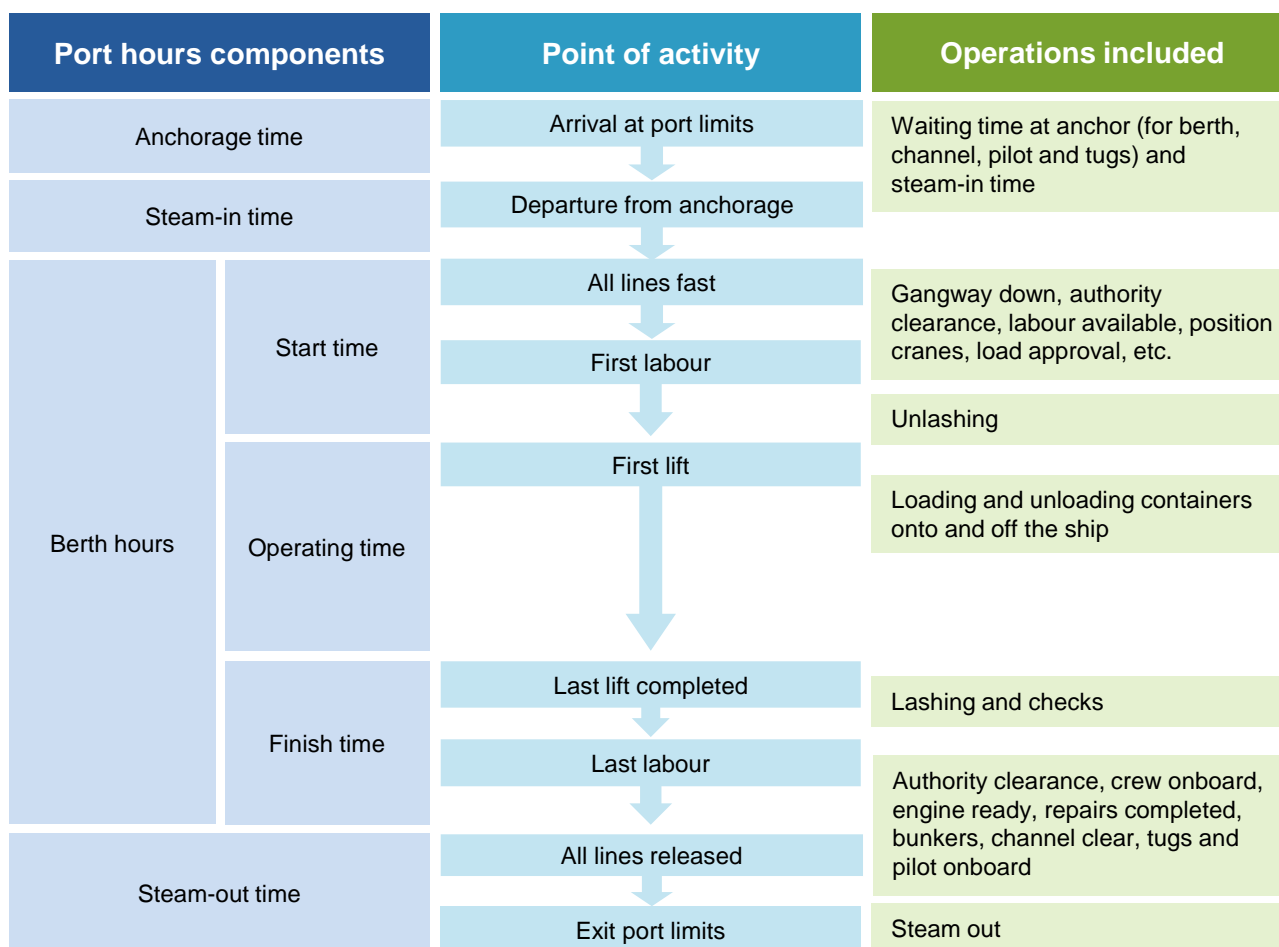 Port hours components
Point of activity
Operations included
Anchorage time
Arrival at port limits
Waiting time at anchor (for berth,
channel, pilot and tugs) and
steam-in time
Steam-in time
Departure from anchorage
Berth hours
Start time
All lines fast
Gangway down, authority
clearance, labour available, position
cranes, load approval, etc.
First labour
Unlashing
Operating time
First lift
Loading and unloading containers
onto and off the ship
Finish time
Last lift completed
Lashing and checks
Last labour
Authority clearance, crew onboard,
engine ready, repairs completed,
bunkers, channel clear, tugs and
pilot onboard
Steam-out time
All lines released
Exit port limits
Steam out